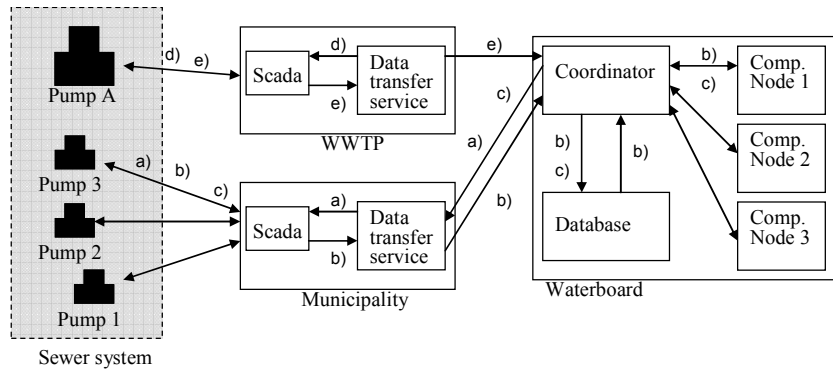 Pump A
Pump 3
Pump 2
Pump 1
Sewer system
d)
e)
a)
b)
c)
Scada
d)
e)
Data
transfer
service
WWTP
Scada
a)
b)
Data
transfer
service
Municipality
e)
c)
a)
b)
Coordinator
b)
c)
b)
Database
b)
c)
Comp.
Node 1
Comp.
Node 2
Comp.
Node 3
Waterboard